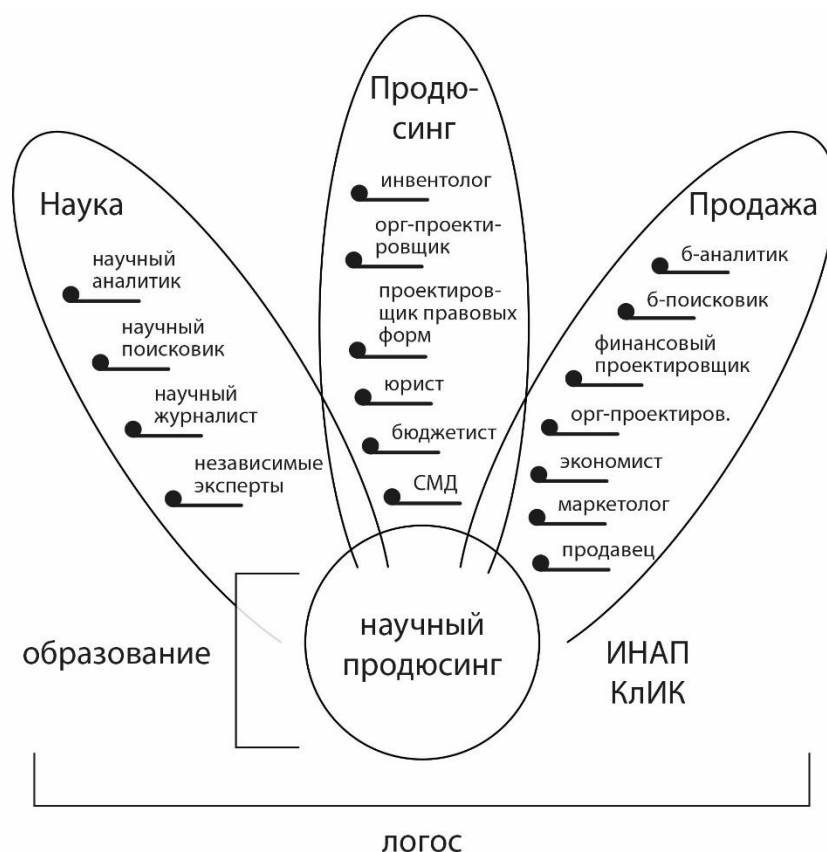 Продю-
синг
инвентолог
орг-проекти-
ровщик
проектиров-
щик правовых
форм
юрист
бюджетист
СМД
Наука
научный
аналитик
научный
поисковик
научный
журналист
независимые
эксперты
Продажа
б-аналитик
б-поисковик
финансовый
проектировщик
орг-проектиров.
экономист
маркетолог
продавец
образование
научный
продюсинг
ИНАП
КлИК
логос